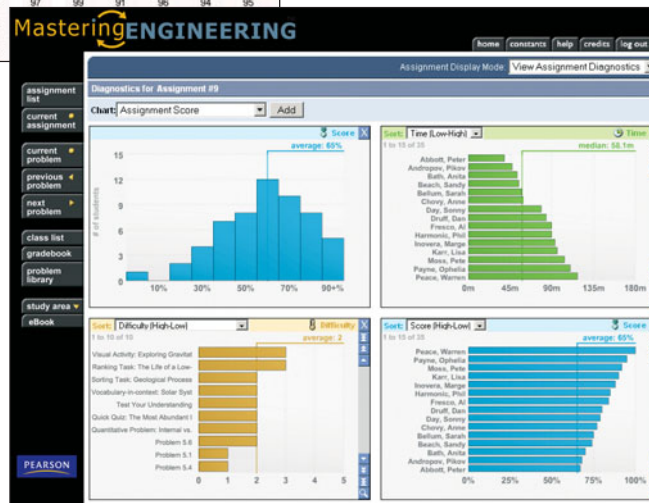 97 99 91 96 94 95
MasteringENGINEERING
home constants help credits log out
Assignment Display Mode: View Assignment Diagnostics
assignment list
current assignment
current problem
previous problem
next problem
class list
gradebook
problem library
study area
eBook
PEARSON
Diagnostics for Assignment #9
Chart: Assignment Score Add
Score X
average: 65%
# of students
15
12
9
6
3
0
10% 30% 50% 70% 90+%
Sort: Time (Low-High) Time
1 to 15 of 35
median: 58.1m
Abbott, Peter
Andropov, Pikov
Bath, Anita
Beach, Sandy
Bellum, Sarah
Chovy, Anne
Day, Sonny
Druff, Dan
Fresco, Al
Harmonic, Phil
Inovera, Marge
Karr, Lisa
Moss, Pete
Payne, Ophelia
Peace, Warren
0m 45m 90m 135m 180m
Sort: Difficulty (High-Low) Difficulty X
1 to 10 of 10
average: 2
Visual Activity: Exploring Gravitat
Ranking Task: The Life of a Low-
Sorting Task: Geological Process
Vocabulary-in-context: Solar Syst
Test Your Understanding
Quick Quiz: The Most Abundant I
Quantitative Problem: Internal vs.
Problem 5.6
Problem 5.1
Problem 5.4
0 1 2 3 4 5
Sort: Score (High-Low) Score
1 to 15 of 35
average: 65%
Peace, Warren
Payne, Ophelia
Moss, Pete
Karr, Lisa
Inovera, Marge
Harmonic, Phil
Fresco, Al
Druff, Dan
Day, Sonny
Chovy, Anne
Bellum, Sarah
Beach, Sandy
Bath, Anita
Andropov, Pikov
Abbott, Peter
0% 25% 50% 75% 100%